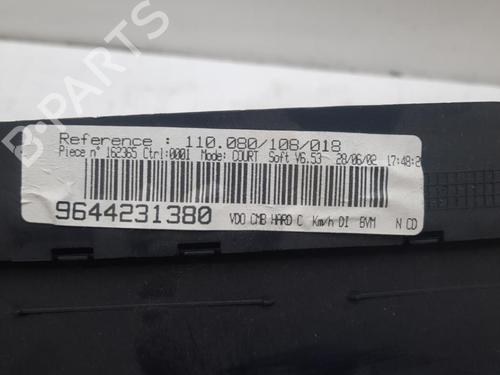 Reference : 110.080/108/018
Piece n° 162365 Ctrl:0001 Mode: COURT Soft V6.53 28/06/02 17:48:2
9644231380 VDO CMB HARD C Km/h DI BVM N CD
B-PARTS